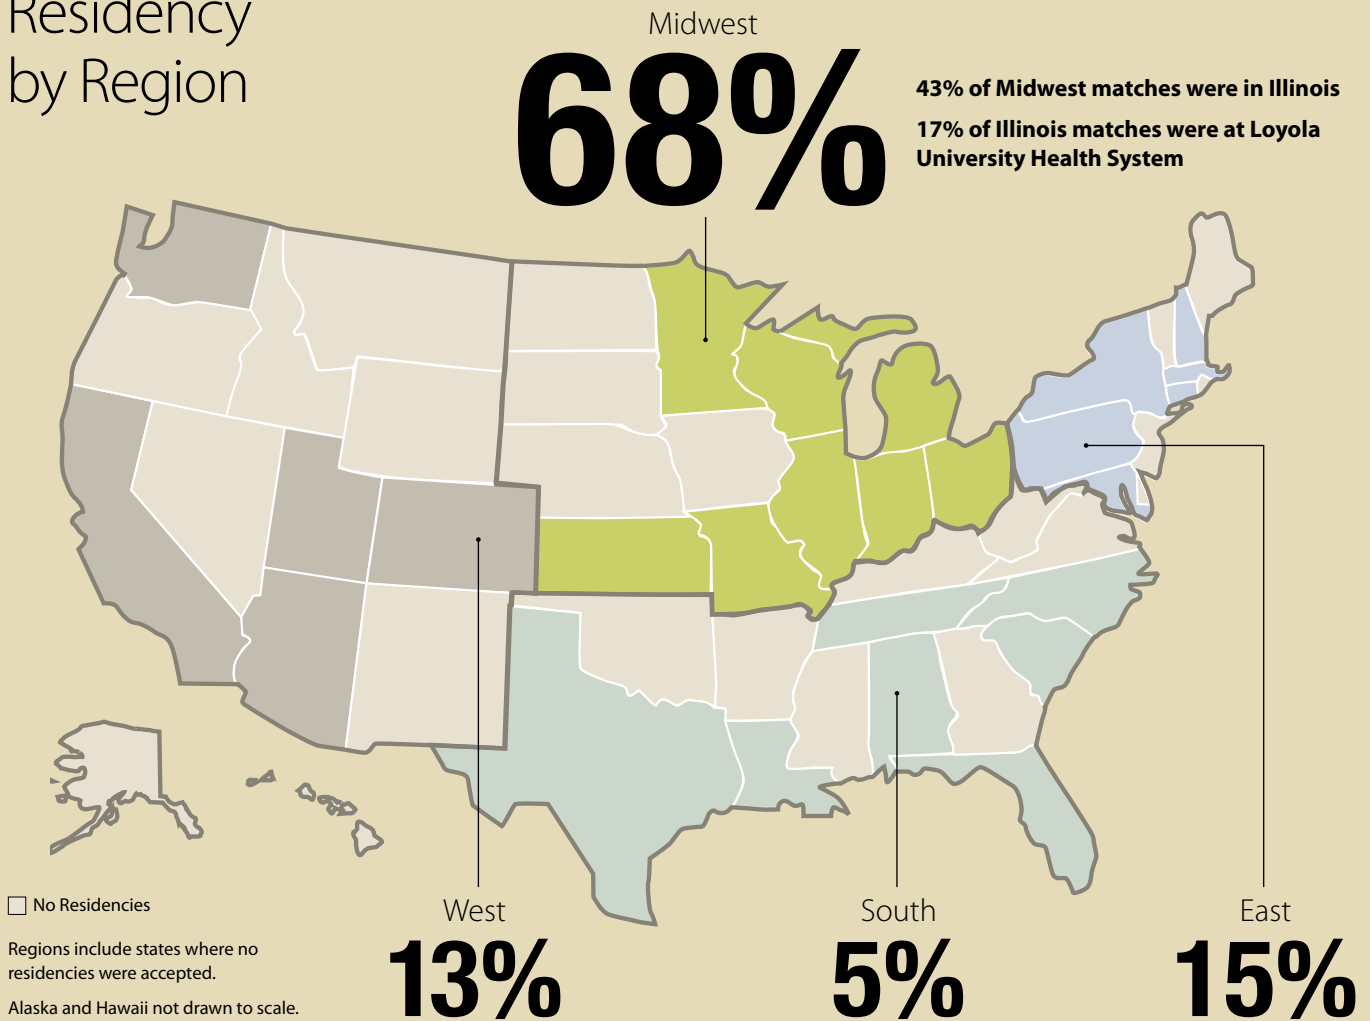 Residency
by Region
Midwest
68%
43% of Midwest matches were in Illinois
17% of Illinois matches were at Loyola
University Health System
No Residencies
Regions include states where no
residencies were accepted.
Alaska and Hawaii not drawn to scale.
West
13%
South
5%
East
15%